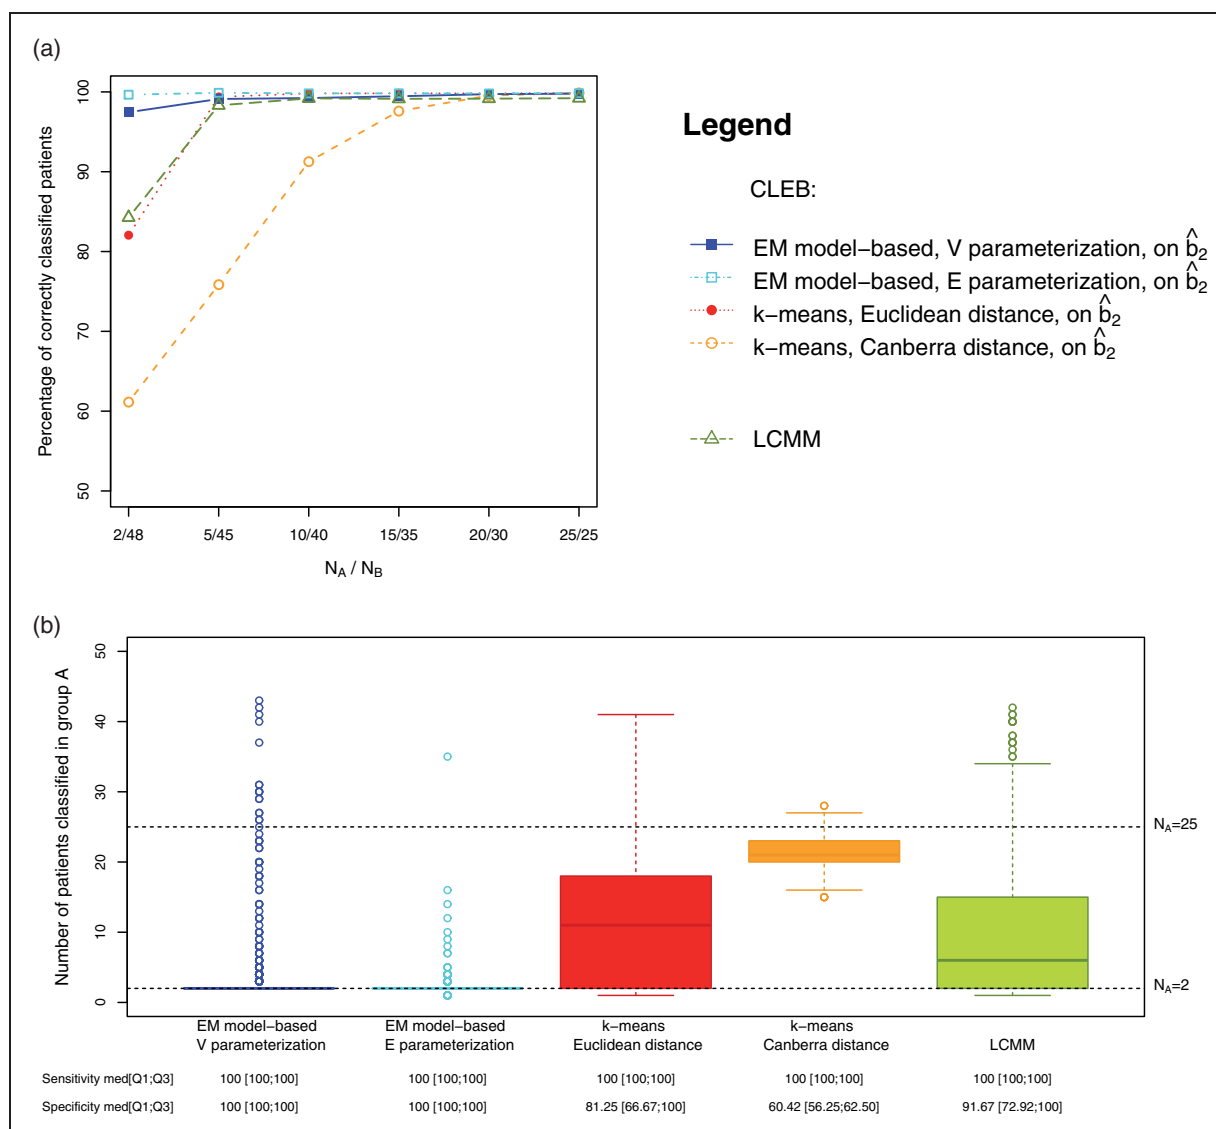 (a)
Percentage of correctly classified patients
100
90
80
70
60
50
2/48 5/45 10/40 15/35 20/30 25/25
N_A / N_B
Legend
CLEB:
EM model–based, V parameterization, on b̂₂
EM model–based, E parameterization, on b̂₂
k–means, Euclidean distance, on b̂₂
k–means, Canberra distance, on b̂₂
LCMM
(b)
Number of patients classified in group A
50
40
30
20
10
0
N_A=25
N_A=2
EM model–based EM model–based k–means k–means
V parameterization E parameterization Euclidean distance Canberra distance LCMM
Sensitivity med[Q1;Q3] 100 [100;100] 100 [100;100] 100 [100;100] 100 [100;100] 100 [100;100]
Specificity med[Q1;Q3] 100 [100;100] 100 [100;100] 81.25 [66.67;100] 60.42 [56.25;62.50] 91.67 [72.92;100]